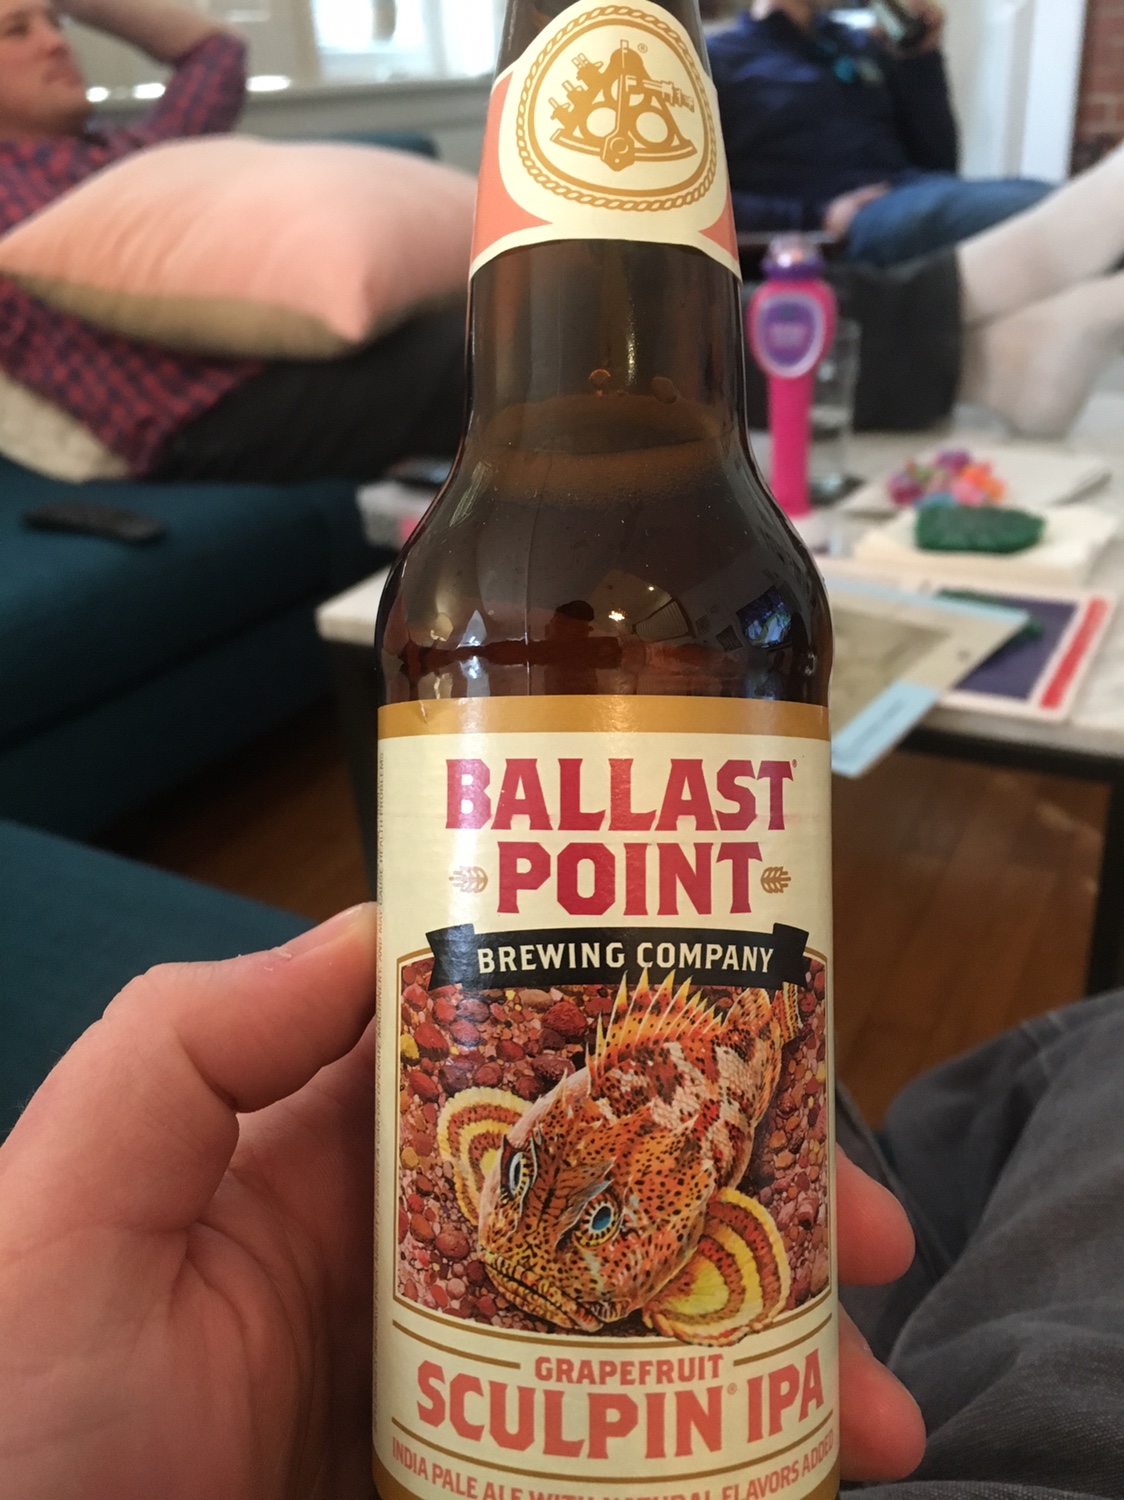 BALLAST
POINT
BREWING COMPANY
GRAPEFRUIT
SCULPIN® IPA
INDIA PALE ALE WITH NATURAL FLAVORS ADDED